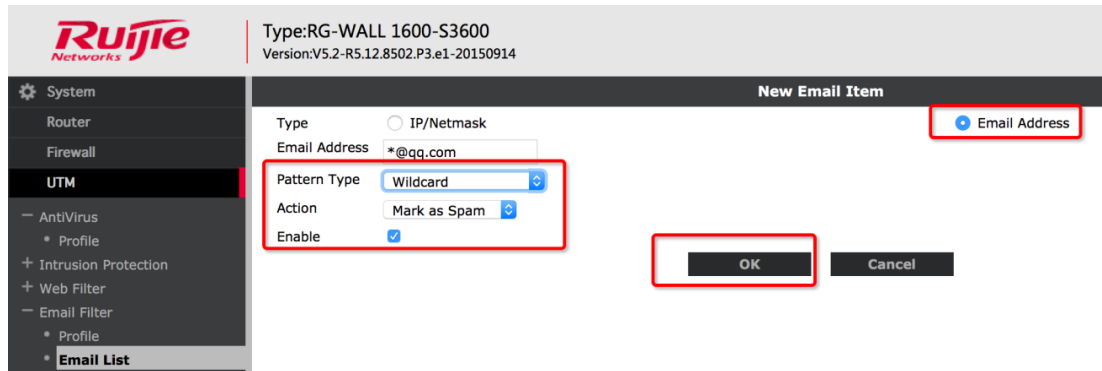 Ruijie
Networks
Type:RG-WALL 1600-S3600
Version:V5.2-R5.12.8502.P3.e1-20150914
System
Router
Firewall
UTM
AntiVirus
Profile
Intrusion Protection
Web Filter
Email Filter
Profile
Email List
New Email Item
Type IP/Netmask Email Address
Email Address *@qq.com
Pattern Type Wildcard
Action Mark as Spam
Enable
OK Cancel